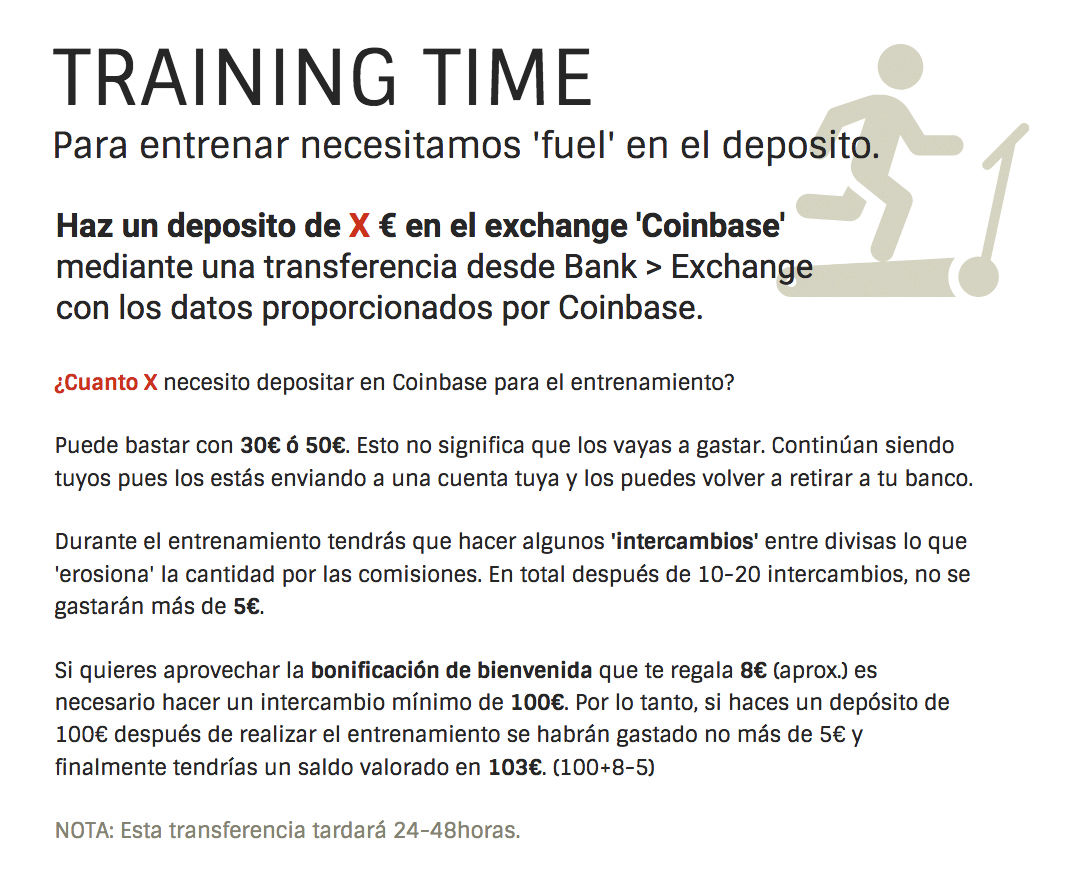 TRAINING TIME
Para entrenar necesitamos 'fuel' en el deposito.
Haz un deposito de X € en el exchange 'Coinbase'
mediante una transferencia desde Bank > Exchange
con los datos proporcionados por Coinbase.
¿Cuanto X necesito depositar en Coinbase para el entrenamiento?
Puede bastar con 30€ ó 50€. Esto no significa que los vayas a gastar. Continúan siendo
tuyos pues los estás enviando a una cuenta tuya y los puedes volver a retirar a tu banco.
Durante el entrenamiento tendrás que hacer algunos 'intercambios' entre divisas lo que
'erosiona' la cantidad por las comisiones. En total después de 10-20 intercambios, no se
gastarán más de 5€.
Si quieres aprovechar la bonificación de bienvenida que te regala 8€ (aprox.) es
necesario hacer un intercambio mínimo de 100€. Por lo tanto, si haces un depósito de
100€ después de realizar el entrenamiento se habrán gastado no más de 5€ y
finalmente tendrías un saldo valorado en 103€. (100+8-5)
NOTA: Esta transferencia tardará 24-48horas.